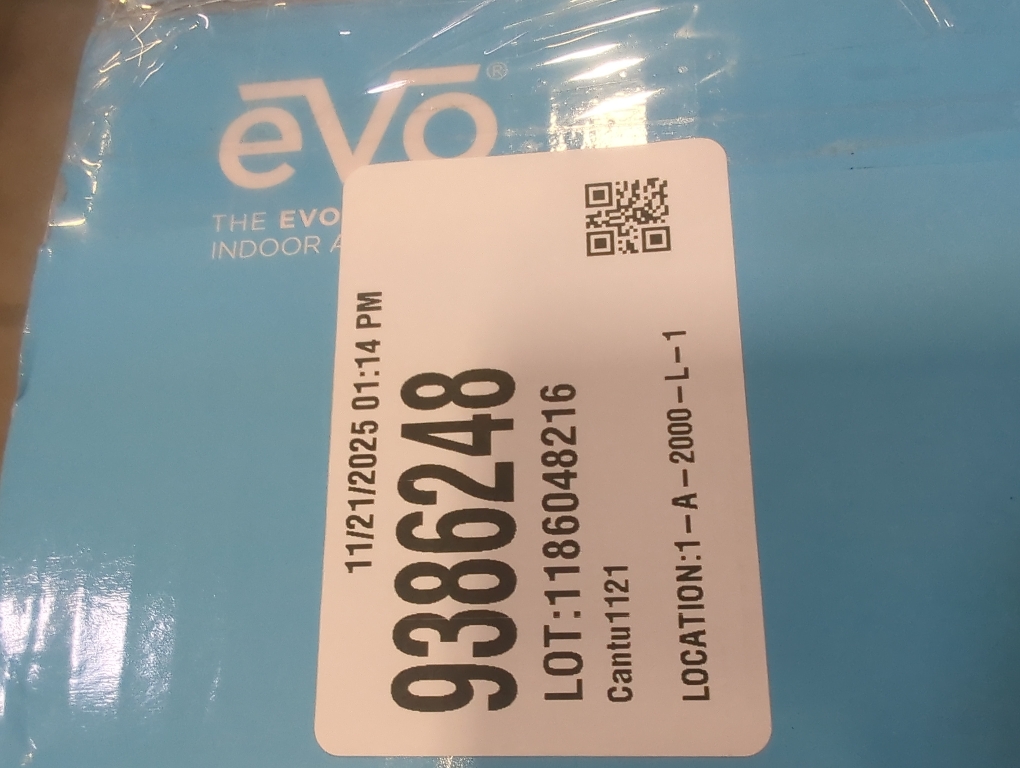 evo®
THE EVO
INDOOR A
11/21/2025 01:14 PM
9386248
LOT:1186048216
Cantu1121
LOCATION:1-A-2000-L-1